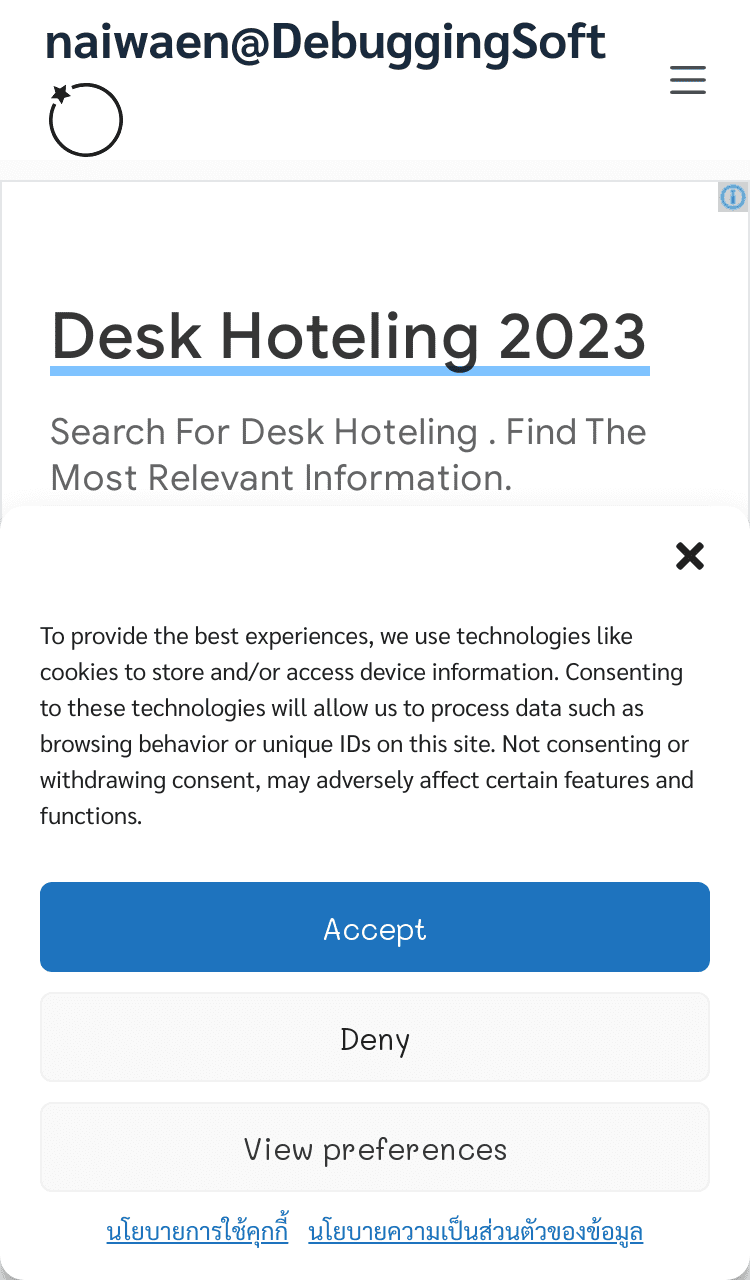 naiwaen@DebuggingSoft
Desk Hoteling 2023
Search For Desk Hoteling . Find The
Most Relevant Information.
To provide the best experiences, we use technologies like
cookies to store and/or access device information. Consenting
to these technologies will allow us to process data such as
browsing behavior or unique IDs on this site. Not consenting or
withdrawing consent, may adversely affect certain features and
functions.
Accept
Deny
View preferences
นโยบายการใช้คุกกี้ นโยบายความเป็นส่วนตัวของข้อมูล